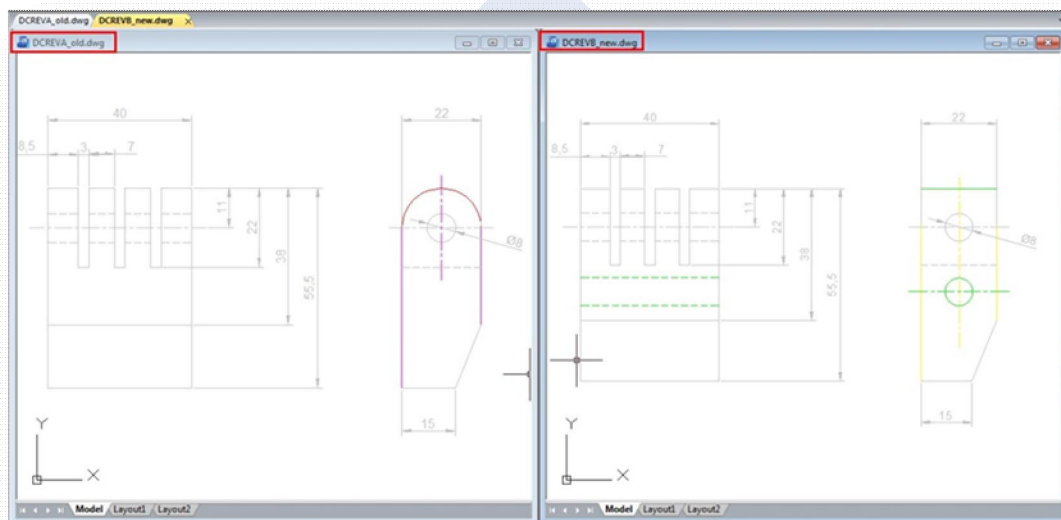 DCREVA_old.dwg DCREVB_new.dwg
DCREVA_old.dwg
40
22
8,5 3 7
11
22
38
55,5
Ø8
15
Y
X
Model Layout1 Layout2
DCREVB_new.dwg
40
22
8,5 3 7
11
22
38
55,5
Ø8
15
Y
X
Model Layout1 Layout2